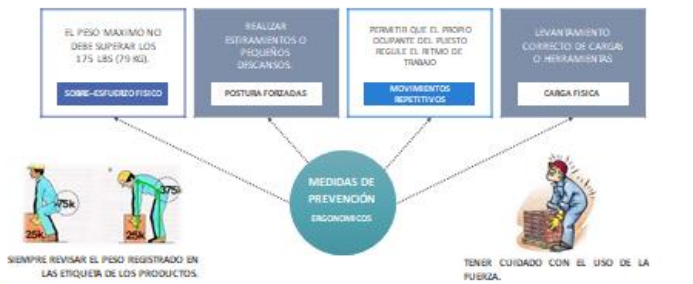 EL PESO MAXIMO NO
DEBE SUPERAR LOS
175 LBS (79 KG).
SOBRE-ESFUERZO FISICO
REALIZAR
ESTIRAMIENTOS O
PEQUEÑOS
DESCANSOS.
POSTURA FORZADAS
PERMITIR QUE EL PROPIO
OCUPANTE DEL PUESTO
REGULE EL RITMO DE
TRABAJO
MOVIMIENTOS
REPETITIVOS
LEVANTAMIENTO
CORRECTO DE CARGAS
O HERRAMIENTAS
CARGA FISICA
MEDIDAS DE
PREVENCIÓN
ERGONOMICOS
75k
25k
375k
25k
SIEMPRE REVISAR EL PESO REGISTRADO EN
LAS ETIQUETA DE LOS PRODUCTOS.
TENER CUIDADO CON EL USO DE LA
FUERZA.